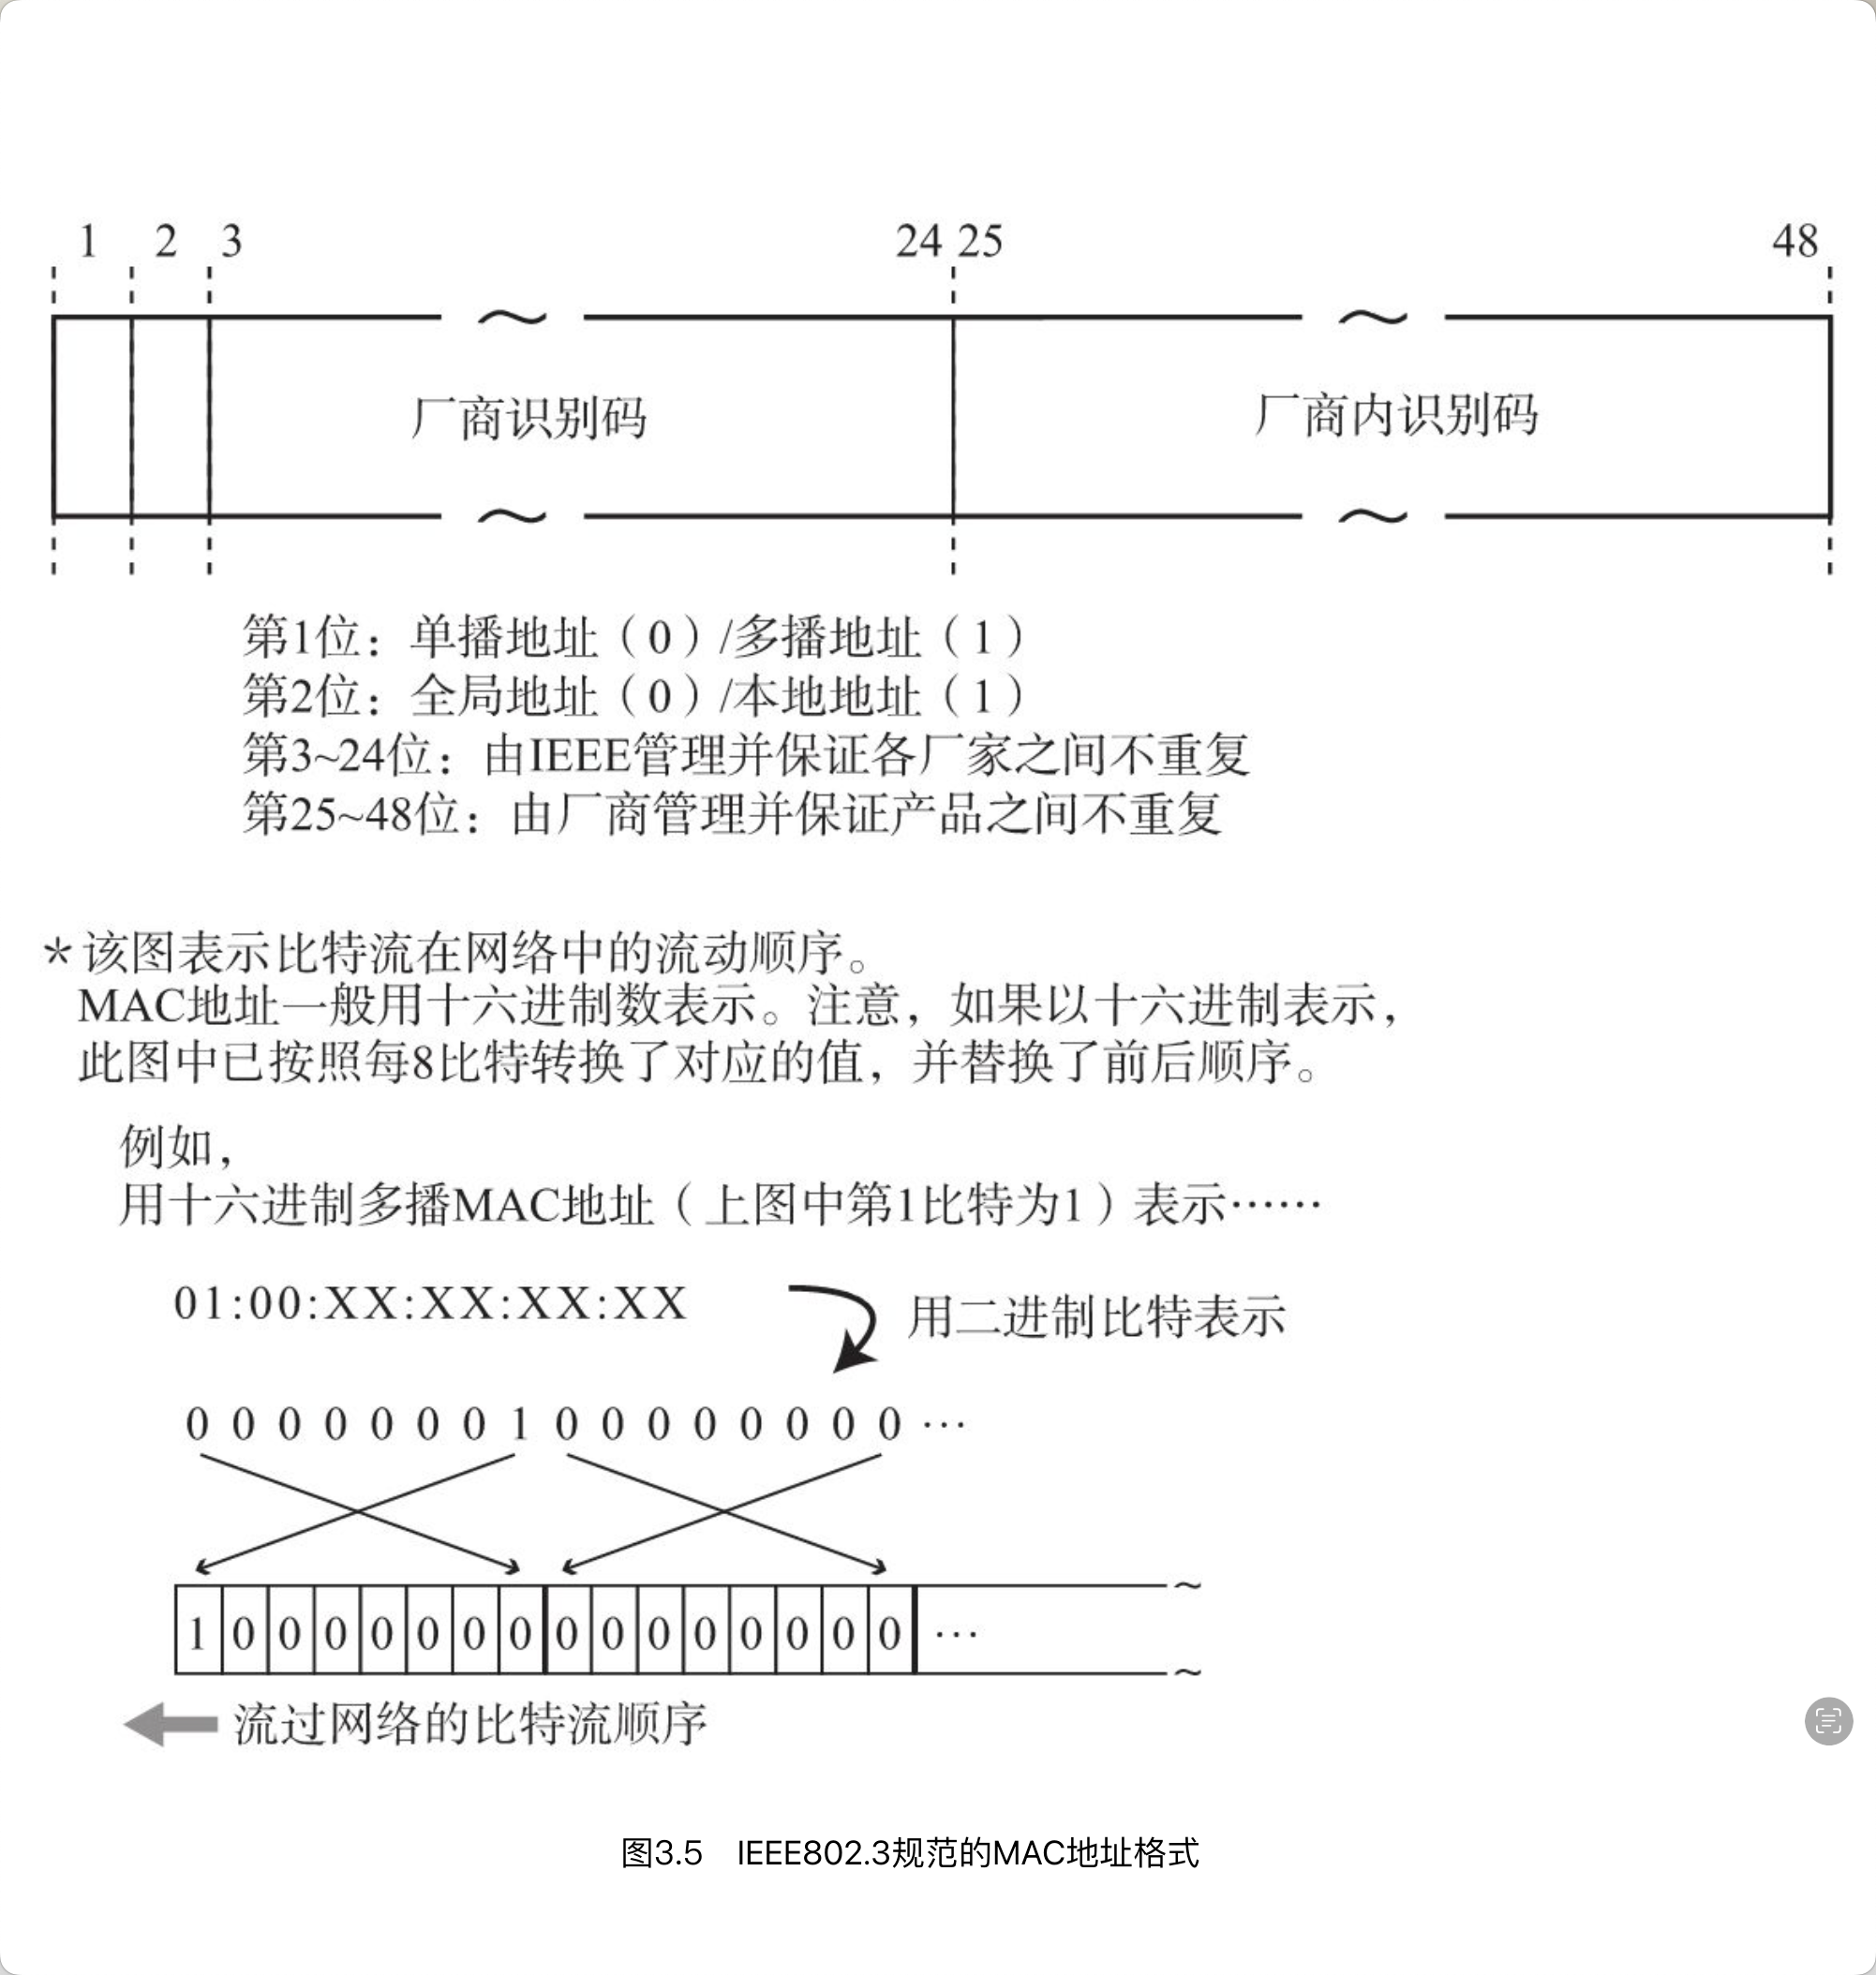 1 2 3 24 25 48
厂商识别码 厂商内识别码
第1位：单播地址（0）/多播地址（1）
第2位：全局地址（0）/本地地址（1）
第3~24位：由IEEE管理并保证各厂家之间不重复
第25~48位：由厂商管理并保证产品之间不重复
*该图表示比特流在网络中的流动顺序。
MAC地址一般用十六进制数表示。注意，如果以十六进制表示，
此图中已按照每8比特转换了对应的值，并替换了前后顺序。
例如，
用十六进制多播MAC地址（上图中第1比特为1）表示……
01:00:XX:XX:XX:XX
用二进制比特表示
0 0 0 0 0 0 0 1 0 0 0 0 0 0 0 0 …
1 0 0 0 0 0 0 0 0 0 0 0 0 0 0 0 …
流过网络的比特流顺序
图3.5 IEEE802.3规范的MAC地址格式